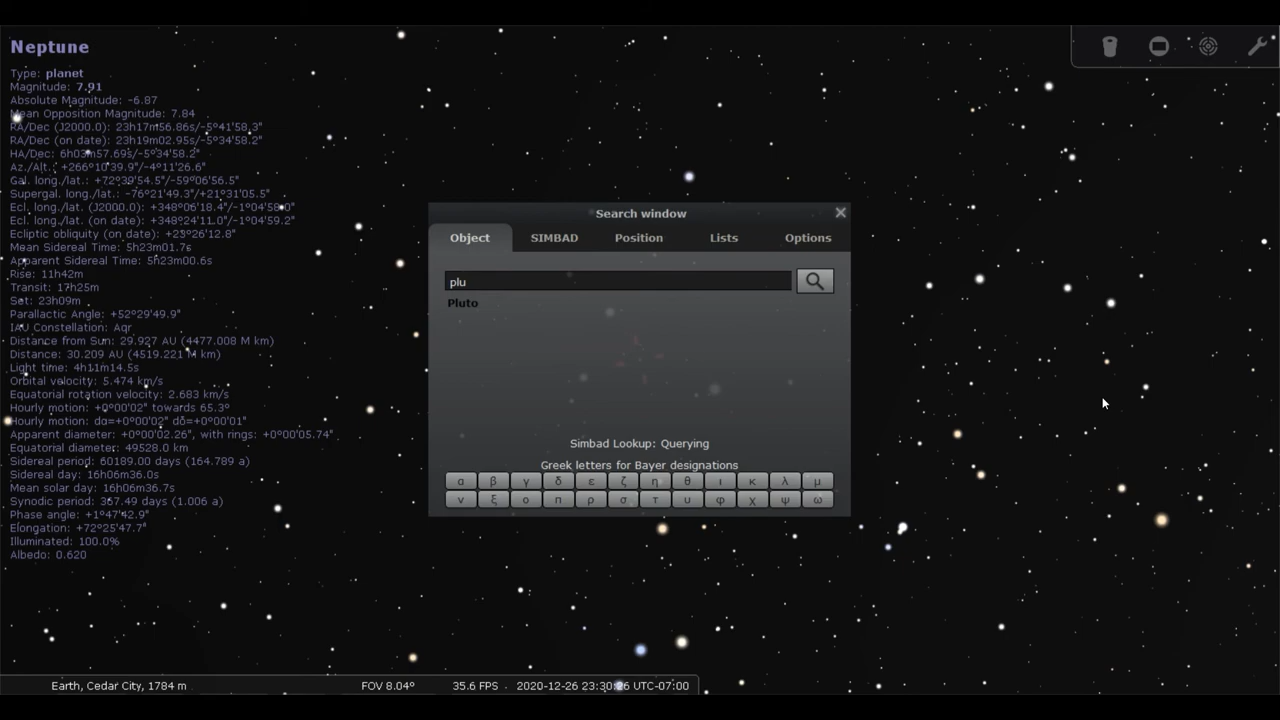 Neptune
Type: planet
Magnitude: 7.91
Absolute Magnitude: -6.87
Mean Opposition Magnitude: 7.84
RA/Dec (J2000.0): 23h17m56.86s/-5°41'58.3"
RA/Dec (on date): 23h19m02.95s/-5°34'58.2"
HA/Dec: 6h03m57.69s/-5°34'58.2"
Az./Alt.: +266°10'39.9"/-4°11'26.6"
Gal. long./lat.: +72°39'54.5"/-59°06'56.5"
Supergal. long./lat.: -76°21'49.3"/+21°31'05.5"
Ecl. long./lat. (J2000.0): +348°06'18.4"/-1°04'58.0"
Ecl. long./lat. (on date): +348°24'11.0"/-1°04'59.2"
Ecliptic obliquity (on date): +23°26'12.8"
Mean Sidereal Time: 5h23m01.7s
Apparent Sidereal Time: 5h23m00.6s
Rise: 11h42m
Transit: 17h25m
Set: 23h09m
Parallactic Angle: +52°29'49.9"
IAU Constellation: Aqr
Distance from Sun: 29.927 AU (4477.008 M km)
Distance: 30.209 AU (4519.221 M km)
Light time: 4h11m14.5s
Orbital velocity: 5.474 km/s
Equatorial rotation velocity: 2.683 km/s
Hourly motion: +0°00'02" towards 65.3°
Hourly motion: dα=+0°00'02" dδ=+0°00'01"
Apparent diameter: +0°00'02.26", with rings: +0°00'05.74"
Equatorial diameter: 49528.0 km
Sidereal period: 60189.00 days (164.789 a)
Sidereal day: 16h06m36.0s
Mean solar day: 16h06m36.7s
Synodic period: 367.49 days (1.006 a)
Phase angle: +1°47'42.9"
Elongation: +72°25'47.7"
Illuminated: 100.0%
Albedo: 0.620
Search window
Object SIMBAD Position Lists Options
plu
Pluto
Simbad Lookup: Querying
Greek letters for Bayer designations
α β γ δ ε ζ η θ ι κ λ μ
ν ξ ο π ρ σ τ υ φ χ ψ ω
Earth, Cedar City, 1784 m FOV 8.04° 35.6 FPS 2020-12-26 23:30:26 UTC-07:00